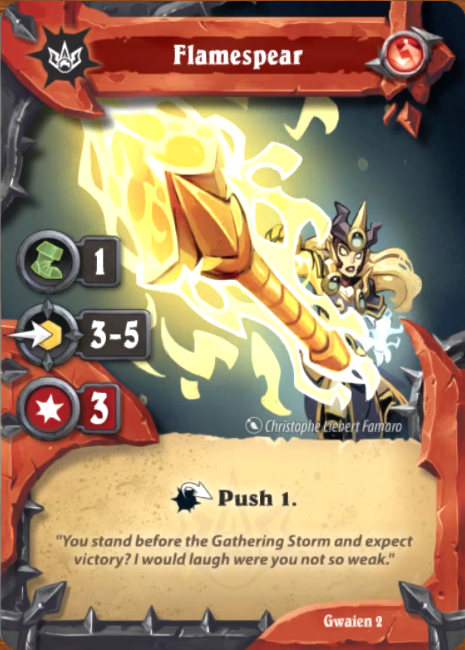 Flamespear
1
3-5
3
Christophe Liebert Famaro
Push 1.
"You stand before the Gathering Storm and expect
victory? I would laugh were you not so weak."
Gwaien 2